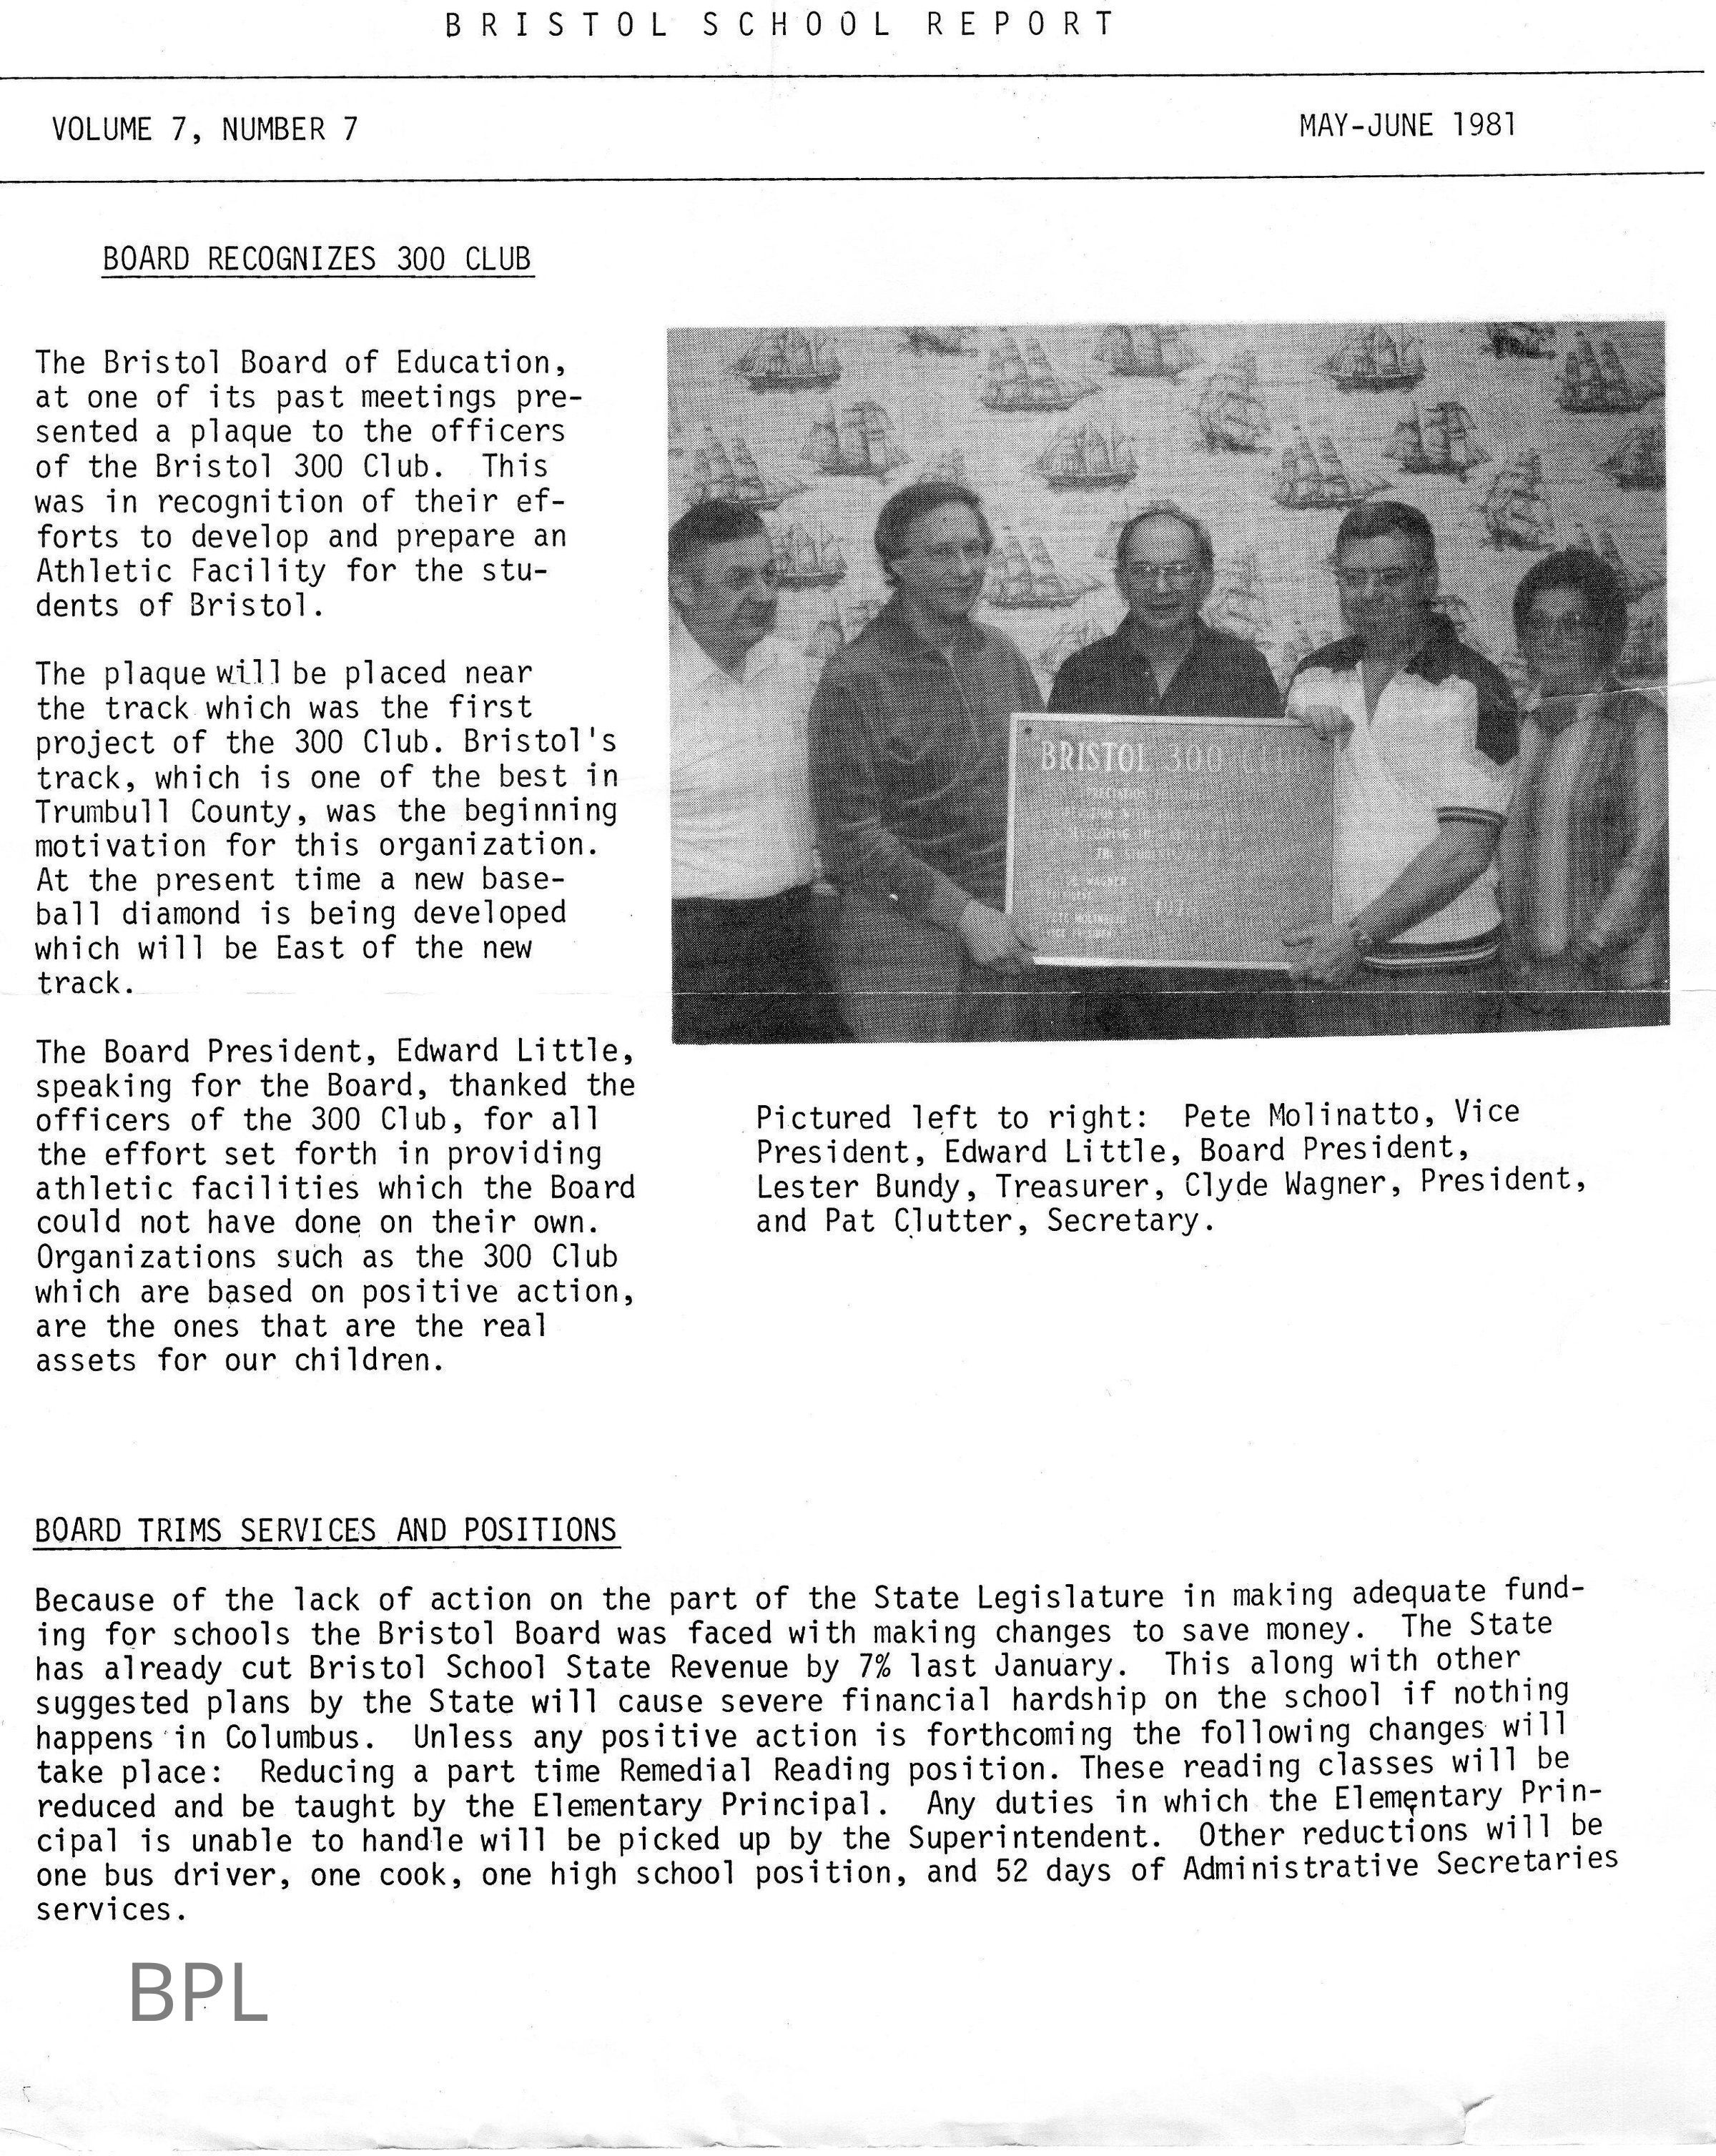 BRISTOL SCHOOL REPORT
VOLUME 7, NUMBER 7
MAY-JUNE 1981
BOARD RECOGNIZES 300 CLUB
The Bristol Board of Education,
at one of its past meetings pre-
sented a plaque to the officers
of the Bristol 300 Club. This
was in recognition of their ef-
forts to develop and prepare an
Athletic Facility for the stu-
dents of Bristol.
The plaque will be placed near
the track which was the first
project of the 300 Club. Bristol's
track, which is one of the best in
Trumbull County, was the beginning
motivation for this organization.
At the present time a new base-
ball diamond is being developed
which will be East of the new
track.
The Board President, Edward Little,
speaking for the Board, thanked the
officers of the 300 Club, for all
the effort set forth in providing
athletic facilities which the Board
could not have done on their own.
Organizations such as the 300 Club
which are based on positive action,
are the ones that are the real
assets for our children.
BRISTOL 300 CLUB
WAGNER
Pictured left to right: Pete Molinatto, Vice
President, Edward Little, Board President,
Lester Bundy, Treasurer, Clyde Wagner, President,
and Pat Clutter, Secretary.
BOARD TRIMS SERVICES AND POSITIONS
Because of the lack of action on the part of the State Legislature in making adequate fund-
ing for schools the Bristol Board was faced with making changes to save money. The State
has already cut Bristol School State Revenue by 7% last January. This along with other
suggested plans by the State will cause severe financial hardship on the school if nothing
happens in Columbus. Unless any positive action is forthcoming the following changes will
take place: Reducing a part time Remedial Reading position. These reading classes will be
reduced and be taught by the Elementary Principal. Any duties in which the Elementary Prin-
cipal is unable to handle will be picked up by the Superintendent. Other reductions will be
one bus driver, one cook, one high school position, and 52 days of Administrative Secretaries
services.
BPL